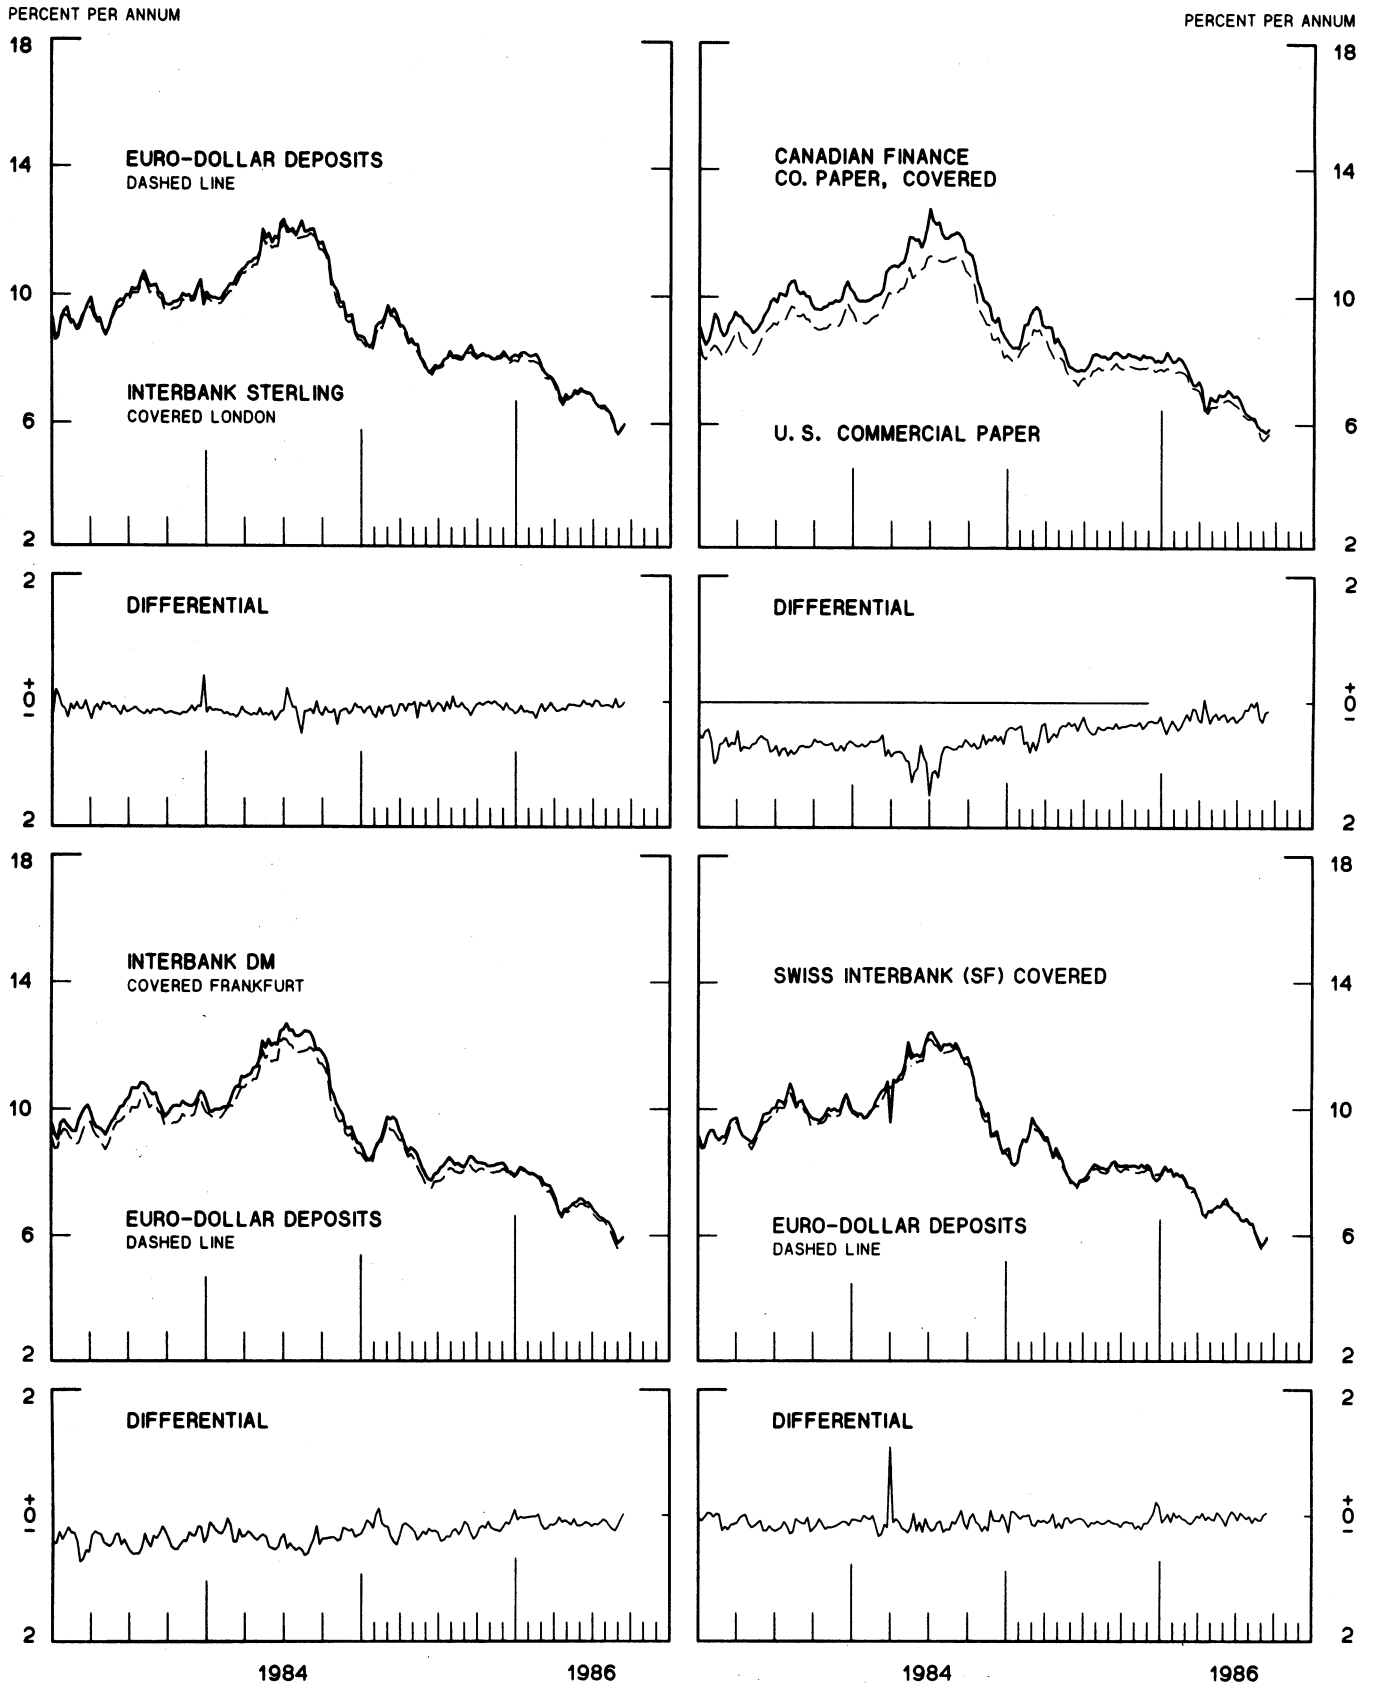 PERCENT PER ANNUM
PERCENT PER ANNUM
18
14
10
6
2
EURO-DOLLAR DEPOSITS
DASHED LINE
INTERBANK STERLING
COVERED LONDON
CANADIAN FINANCE
CO. PAPER, COVERED
U. S. COMMERCIAL PAPER
18
14
10
6
2
2
+
0
−
2
DIFFERENTIAL
DIFFERENTIAL
2
+
0
−
2
18
14
10
6
2
INTERBANK DM
COVERED FRANKFURT
EURO-DOLLAR DEPOSITS
DASHED LINE
SWISS INTERBANK (SF) COVERED
EURO-DOLLAR DEPOSITS
DASHED LINE
18
14
10
6
2
2
+
0
−
2
DIFFERENTIAL
DIFFERENTIAL
2
+
0
−
2
1984
1986
1984
1986